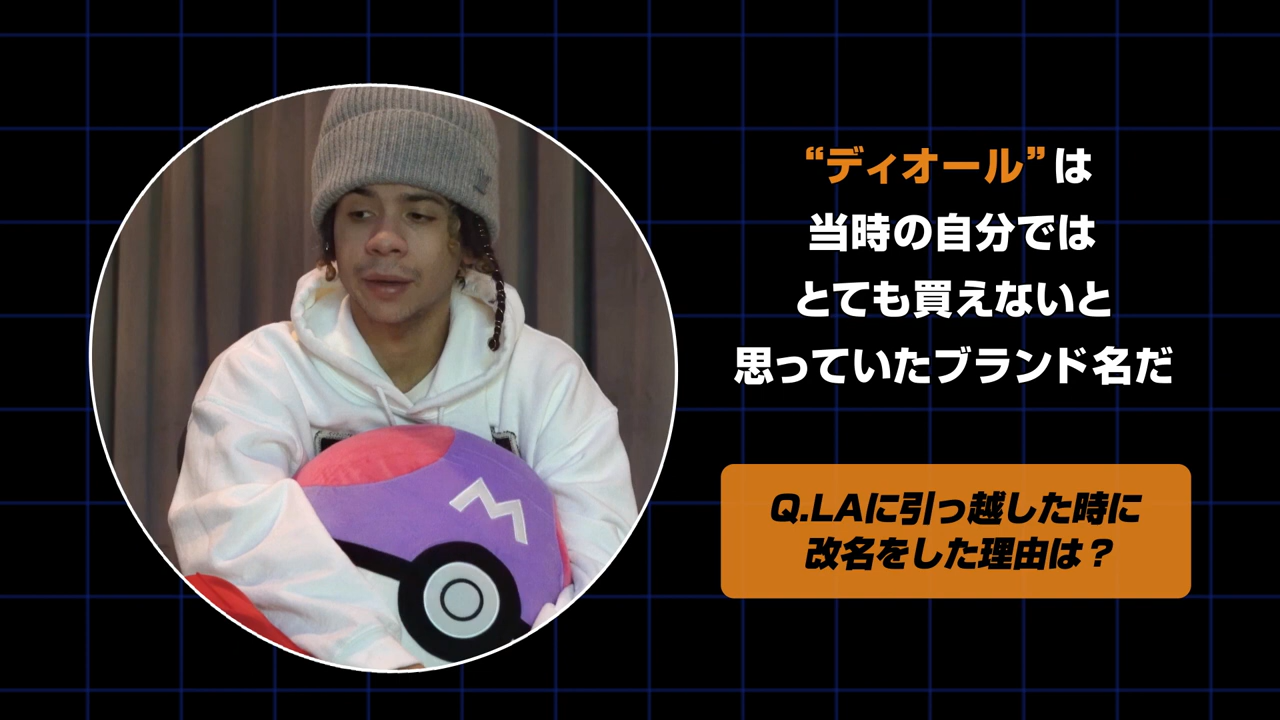 “ディオール”は
当時の自分では
とても買えないと
思っていたブランド名だ
Q.LAに引っ越した時に
改名をした理由は？
M